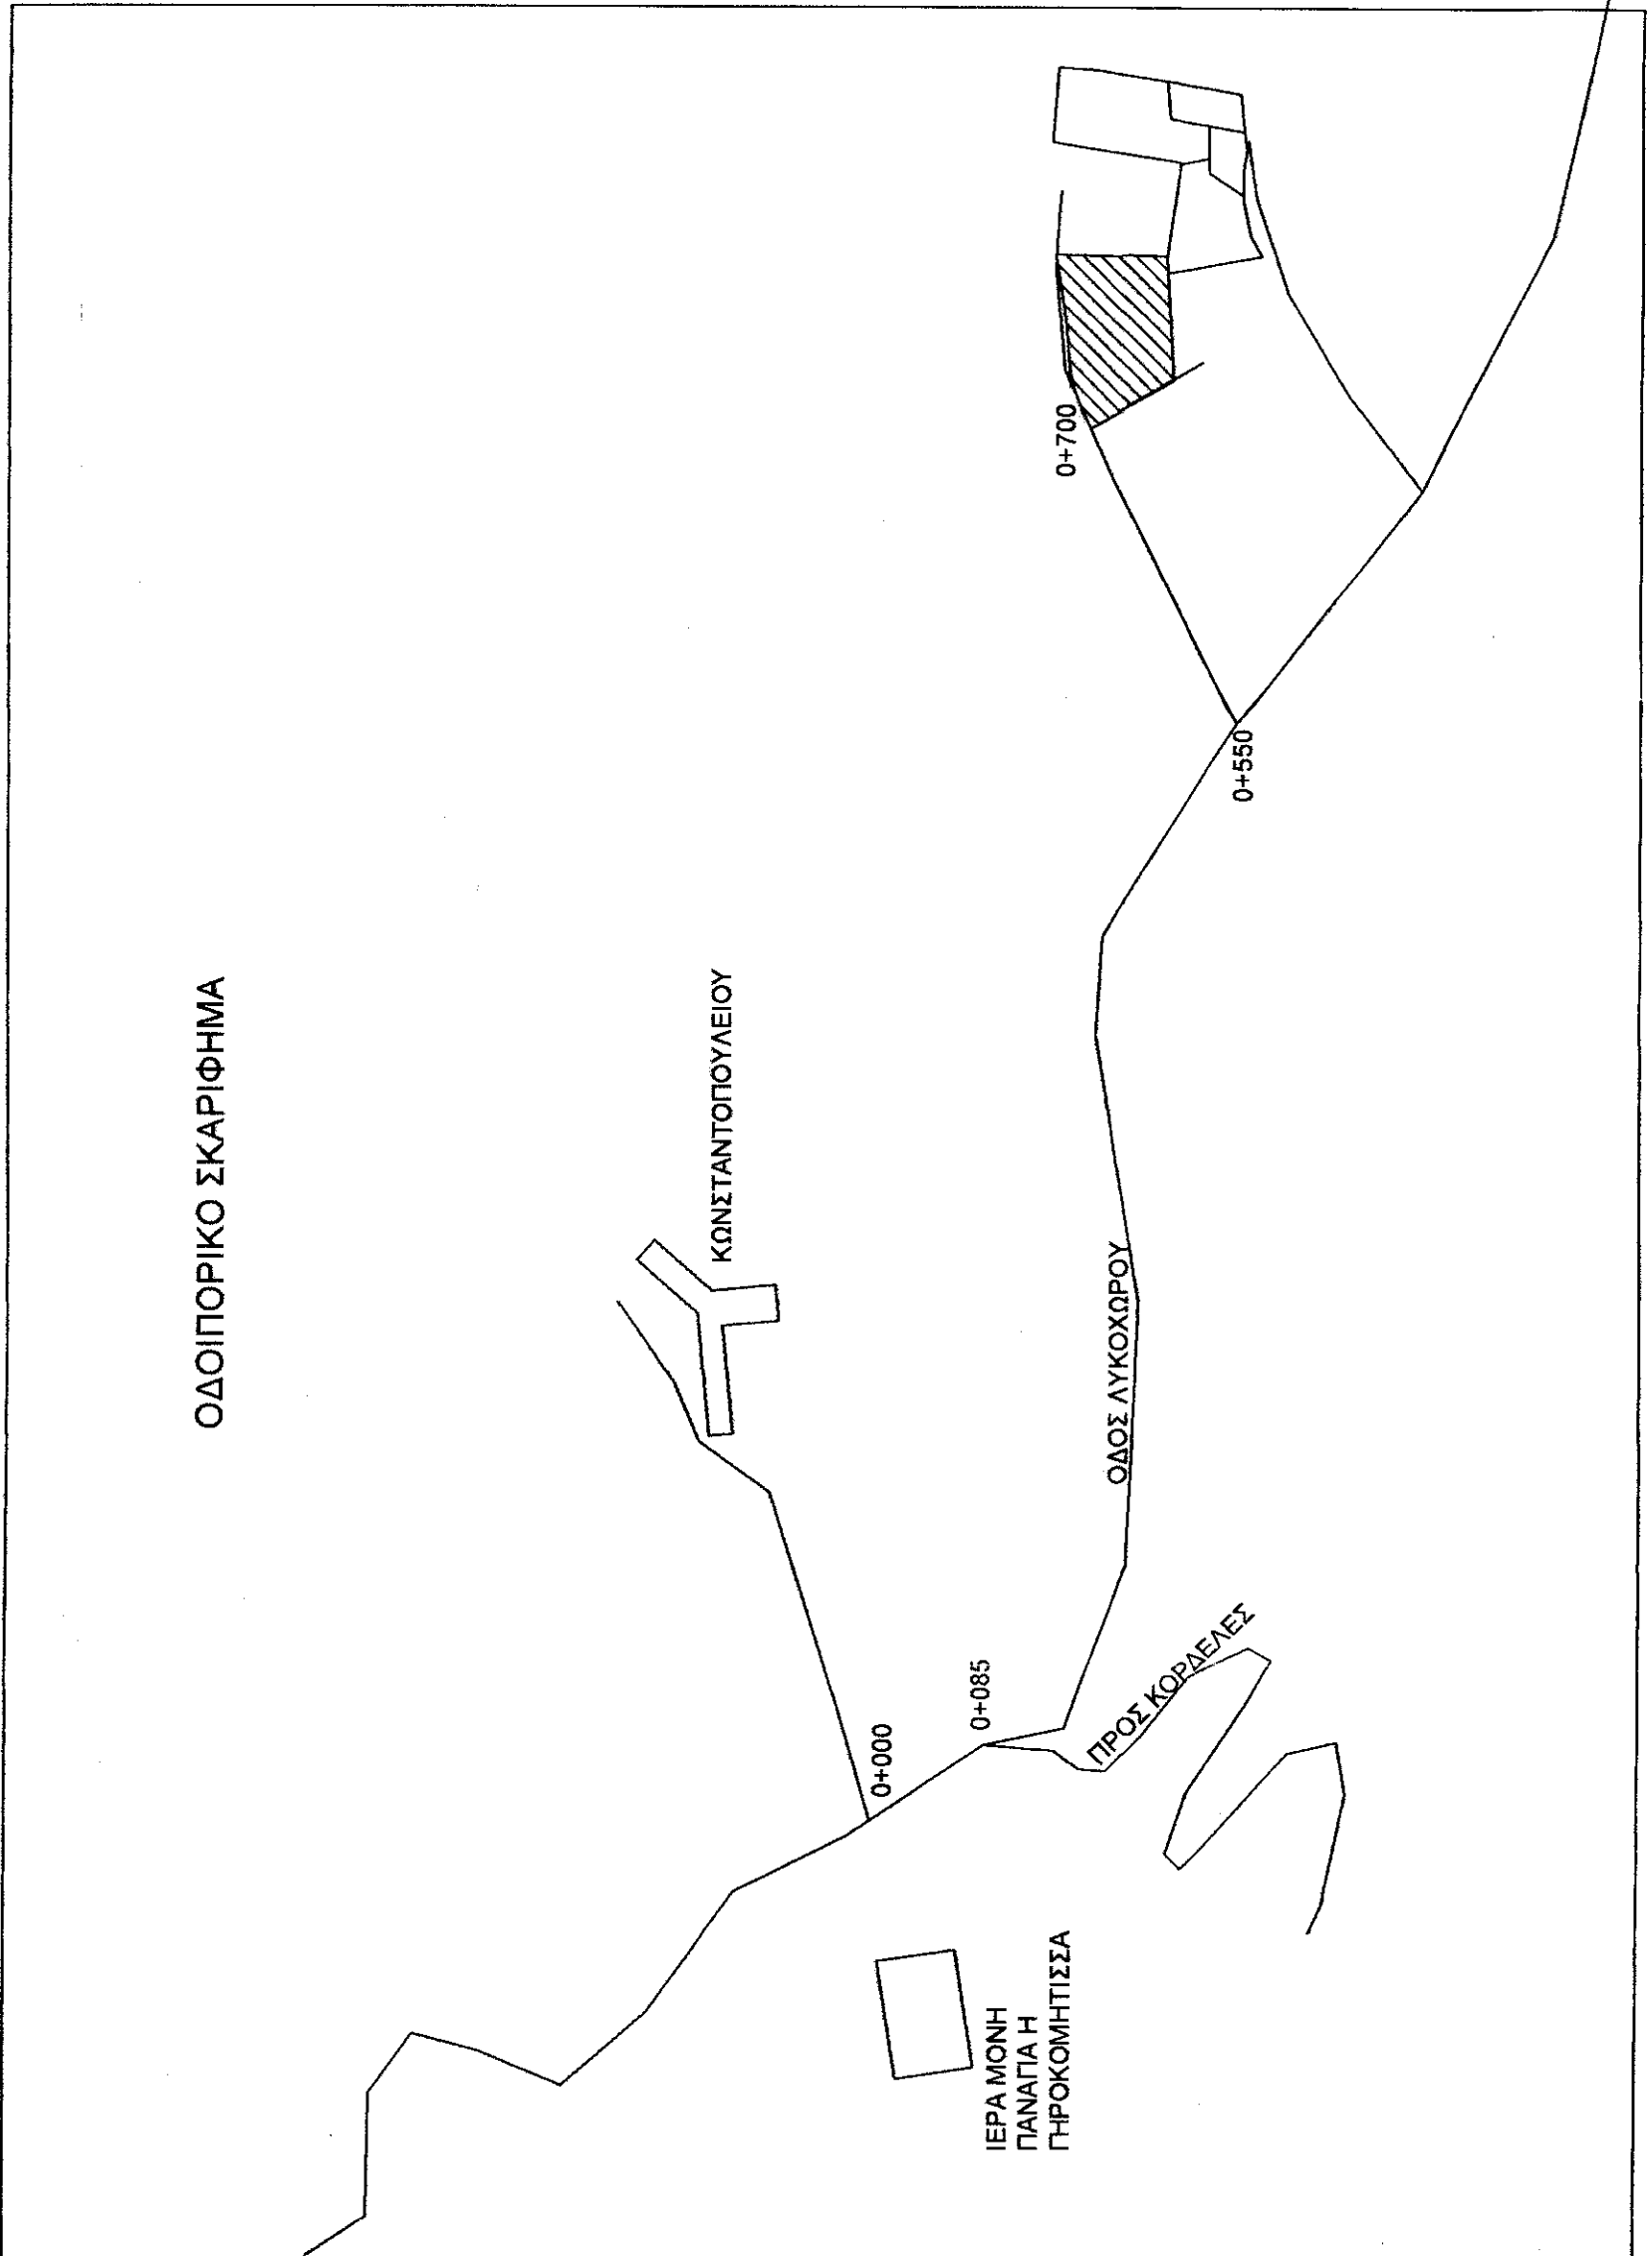 ΟΔΟΙΠΟΡΙΚΟ ΣΚΑΡΙΦΗΜΑ
ΚΩΝΣΤΑΝΤΟΠΟΥΛΕΙΟΥ
0+000
0+085
ΟΔΟΣ ΛΥΚΟΧΩΡΟΥ
ΠΡΟΣ ΚΟΡΔΕΛΕΣ
0+550
0+700
ΙΕΡΑ ΜΟΝΗ
ΠΑΝΑΓΙΑ Η
ΓΗΡΟΚΟΜΗΤΙΣΣΑ